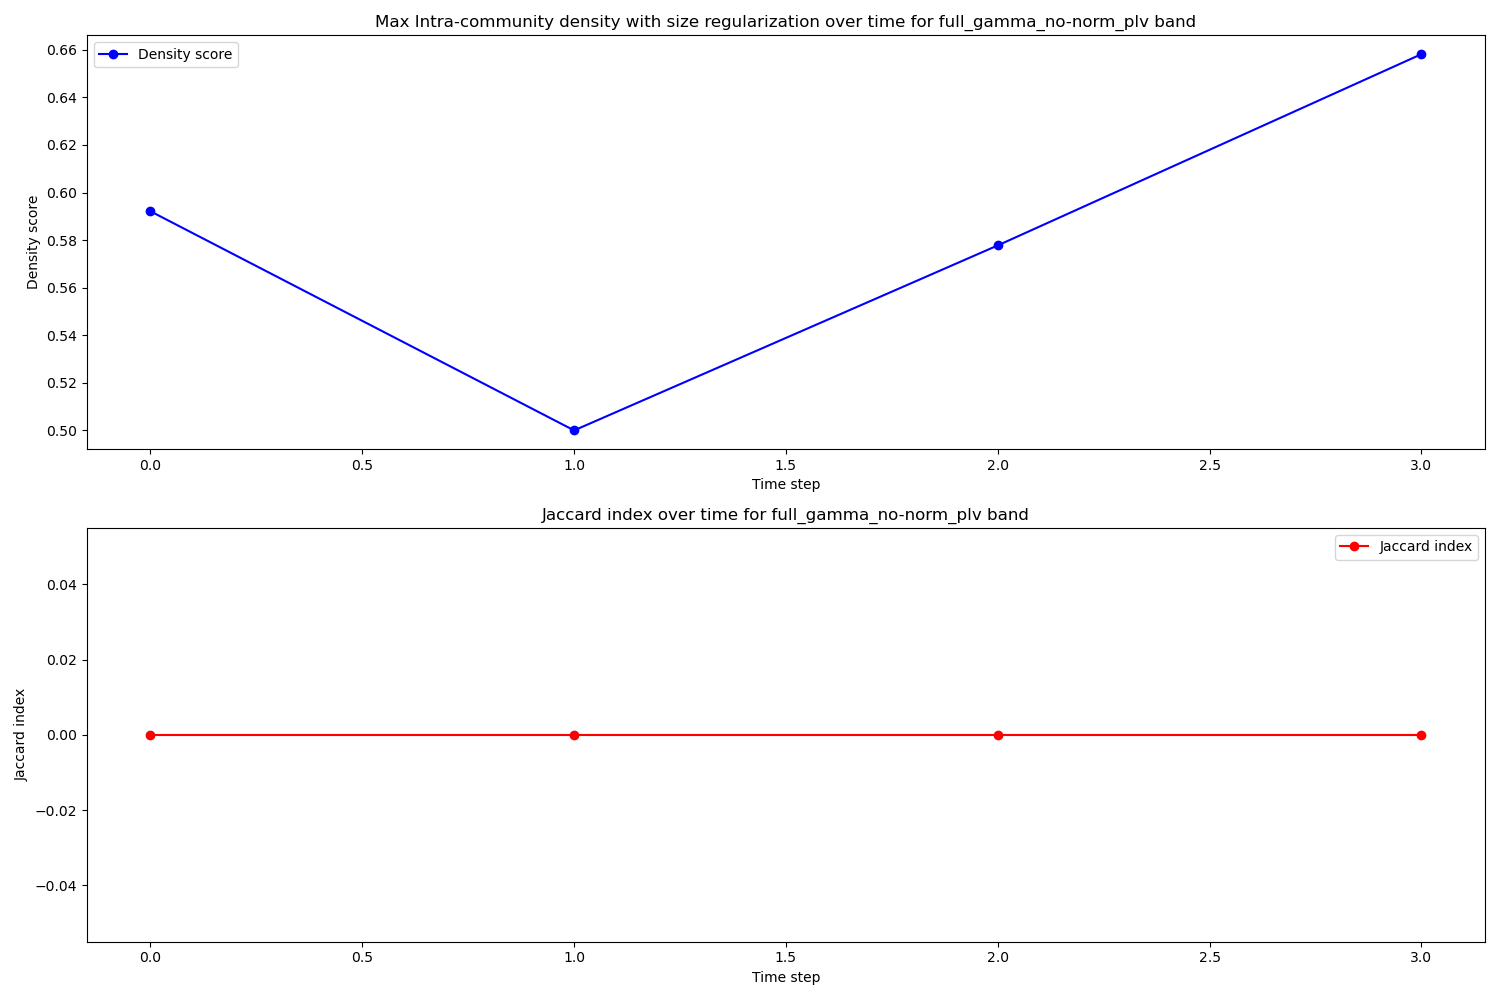 Max Intra-community density with size regularization over time for full_gamma_no-norm_plv band
Density score
0.66
0.64
0.62
0.60
0.58
0.56
0.54
0.52
0.50
Density score
0.0 0.5 1.0 1.5 2.0 2.5 3.0
Time step
Jaccard index over time for full_gamma_no-norm_plv band
Jaccard index
0.04
0.02
0.00
−0.02
−0.04
Jaccard index
0.0 0.5 1.0 1.5 2.0 2.5 3.0
Time step